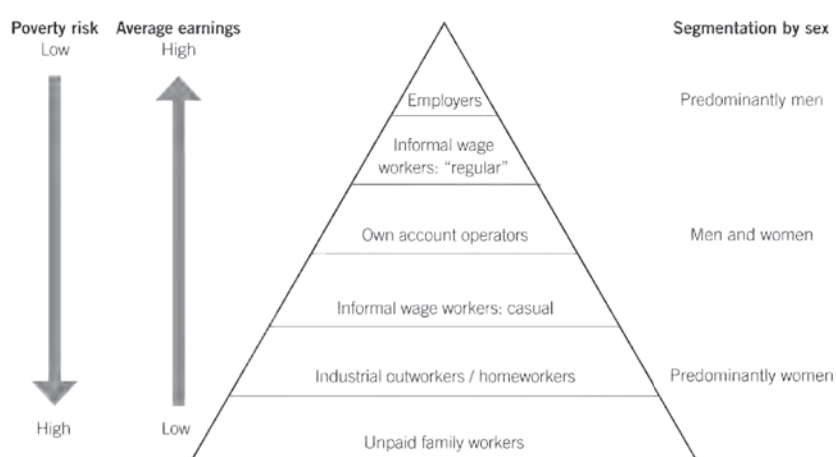 Poverty risk Average earnings Segmentation by sex
Low High
Employers Predominantly men
Informal wage
workers: “regular”
Own account operators Men and women
Informal wage workers: casual
Industrial outworkers / homeworkers Predominantly women
High Low
Unpaid family workers